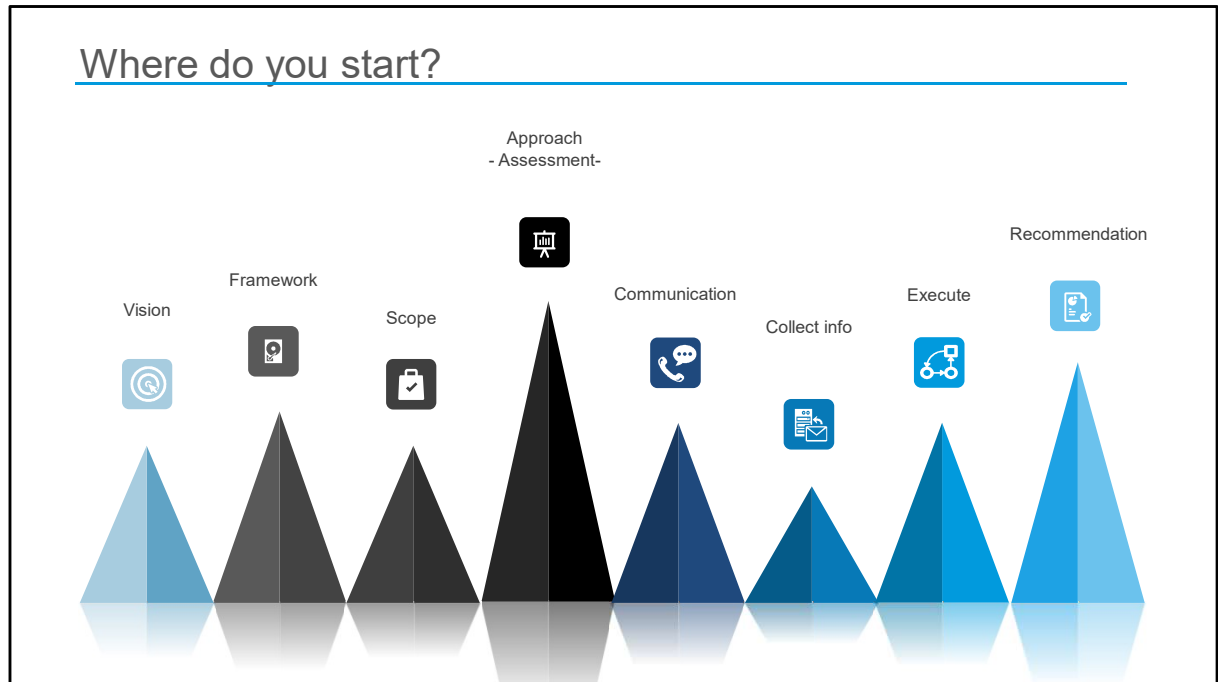 Where do you start?
Vision
Framework
Scope
Approach
- Assessment-
Communication
Collect info
Execute
Recommendation